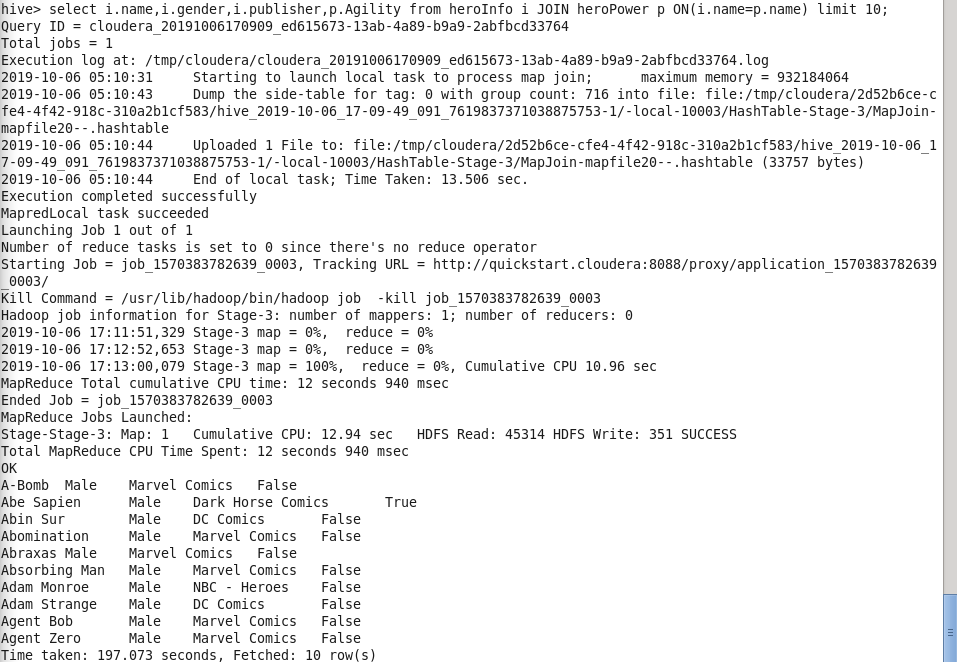 hive> select i.name,i.gender,i.publisher,p.Agility from heroInfo i JOIN heroPower p ON(i.name=p.name) limit 10;
Query ID = cloudera_20191006170909_ed615673-13ab-4a89-b9a9-2abfbcd33764
Total jobs = 1
Execution log at: /tmp/cloudera/cloudera_20191006170909_ed615673-13ab-4a89-b9a9-2abfbcd33764.log
2019-10-06 05:10:31	Starting to launch local task to process map join;	maximum memory = 932184064
2019-10-06 05:10:43	Dump the side-table for tag: 0 with group count: 716 into file: file:/tmp/cloudera/2d52b6ce-c
fe4-4f42-918c-310a2b1cf583/hive_2019-10-06_17-09-49_091_7619837371038875753-1/-local-10003/HashTable-Stage-3/MapJoin-
mapfile20--.hashtable
2019-10-06 05:10:44	Uploaded 1 File to: file:/tmp/cloudera/2d52b6ce-cfe4-4f42-918c-310a2b1cf583/hive_2019-10-06_1
7-09-49_091_7619837371038875753-1/-local-10003/HashTable-Stage-3/MapJoin-mapfile20--.hashtable (33757 bytes)
2019-10-06 05:10:44	End of local task; Time Taken: 13.506 sec.
Execution completed successfully
MapredLocal task succeeded
Launching Job 1 out of 1
Number of reduce tasks is set to 0 since there's no reduce operator
Starting Job = job_1570383782639_0003, Tracking URL = http://quickstart.cloudera:8088/proxy/application_1570383782639
_0003/
Kill Command = /usr/lib/hadoop/bin/hadoop job  -kill job_1570383782639_0003
Hadoop job information for Stage-3: number of mappers: 1; number of reducers: 0
2019-10-06 17:11:51,329 Stage-3 map = 0%,  reduce = 0%
2019-10-06 17:12:52,653 Stage-3 map = 0%,  reduce = 0%
2019-10-06 17:13:00,079 Stage-3 map = 100%,  reduce = 0%, Cumulative CPU 10.96 sec
MapReduce Total cumulative CPU time: 12 seconds 940 msec
Ended Job = job_1570383782639_0003
MapReduce Jobs Launched:
Stage-Stage-3: Map: 1   Cumulative CPU: 12.94 sec   HDFS Read: 45314 HDFS Write: 351 SUCCESS
Total MapReduce CPU Time Spent: 12 seconds 940 msec
OK
A-Bomb	Male	Marvel Comics	False
Abe Sapien	Male	Dark Horse Comics	True
Abin Sur	Male	DC Comics	False
Abomination	Male	Marvel Comics	False
Abraxas	Male	Marvel Comics	False
Absorbing Man	Male	Marvel Comics	False
Adam Monroe	Male	NBC - Heroes	False
Adam Strange	Male	DC Comics	False
Agent Bob	Male	Marvel Comics	False
Agent Zero	Male	Marvel Comics	False
Time taken: 197.073 seconds, Fetched: 10 row(s)